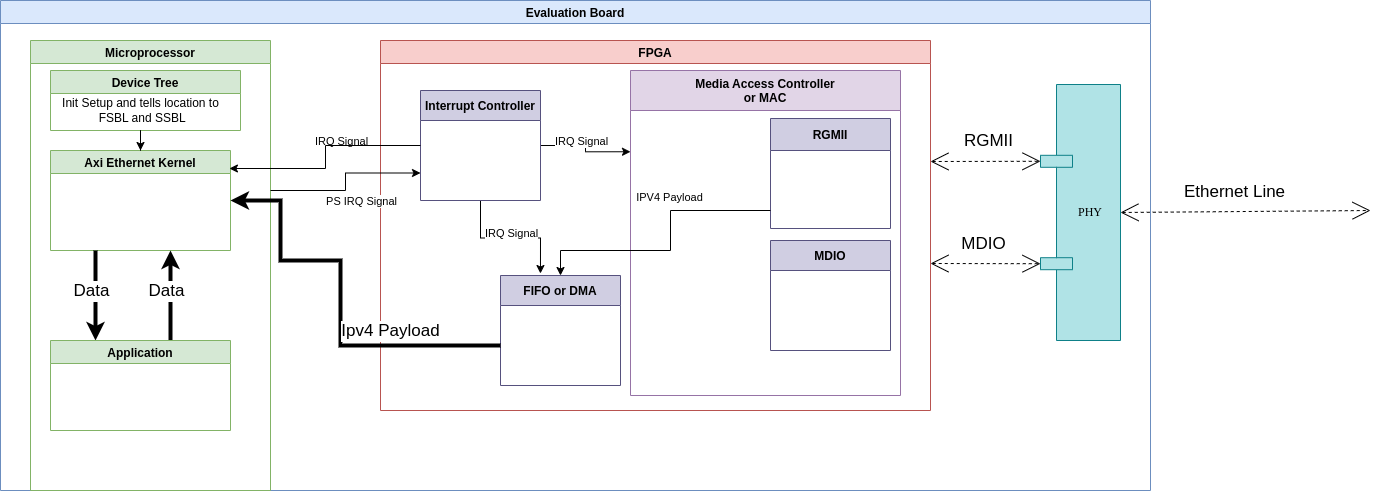 Evaluation Board
Microprocessor
Device Tree
Init Setup and tells location to
FSBL and SSBL
Axi Ethernet Kernel
Data
Data
Application
IRQ Signal
PS IRQ Signal
Ipv4 Payload
FPGA
Interrupt Controller
IRQ Signal
IRQ Signal
FIFO or DMA
Media Access Controller
or MAC
RGMII
IPV4 Payload
MDIO
RGMII
MDIO
PHY
Ethernet Line